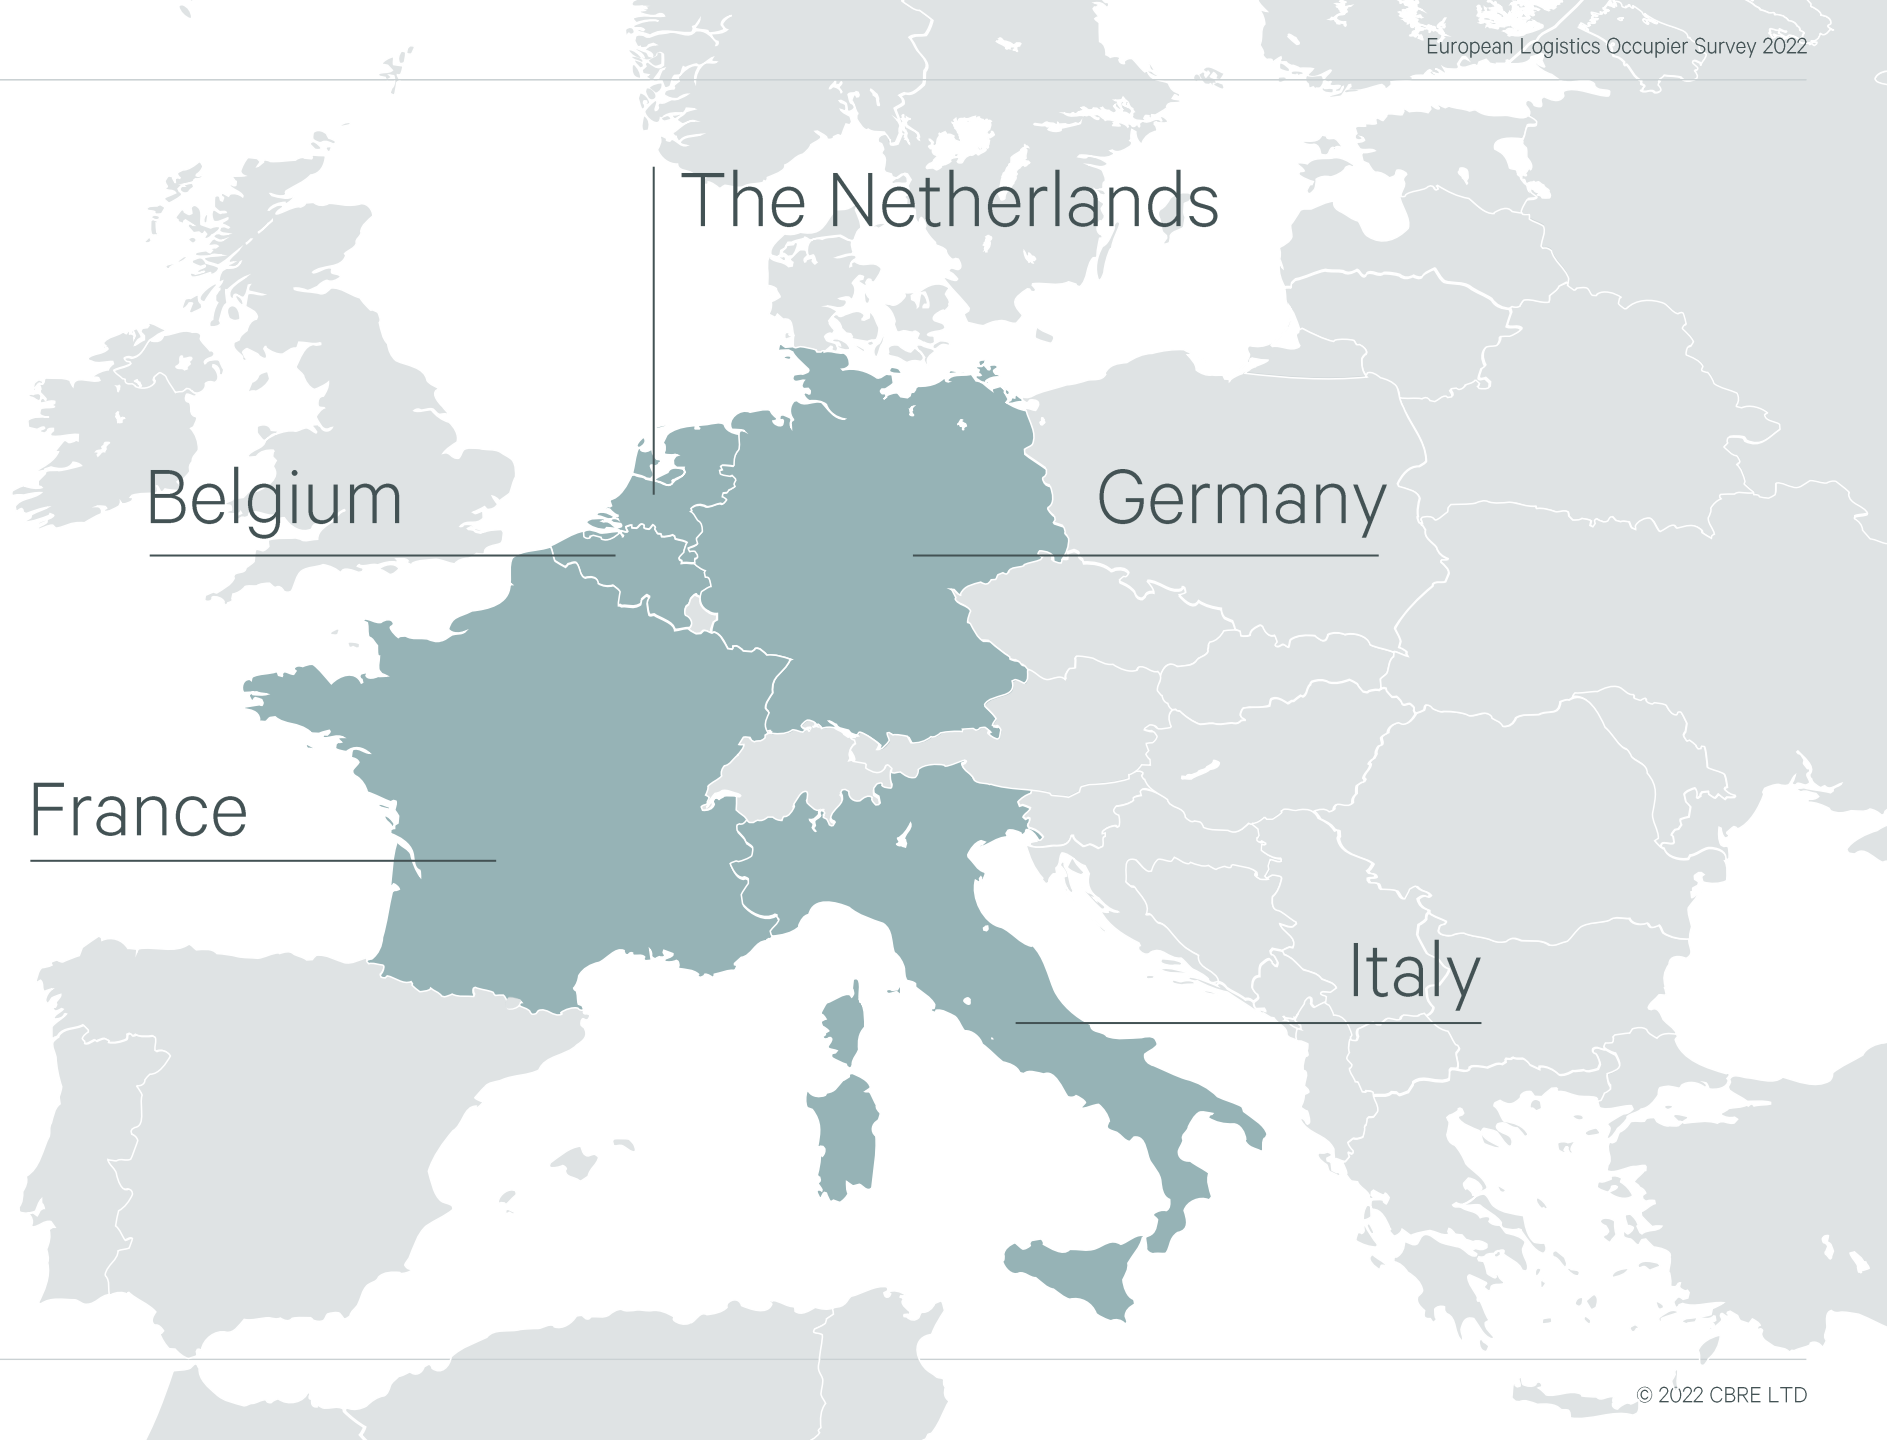 European Logistics Occupier Survey 2022
The Netherlands
Belgium
Germany
France
Italy
© 2022 CBRE LTD